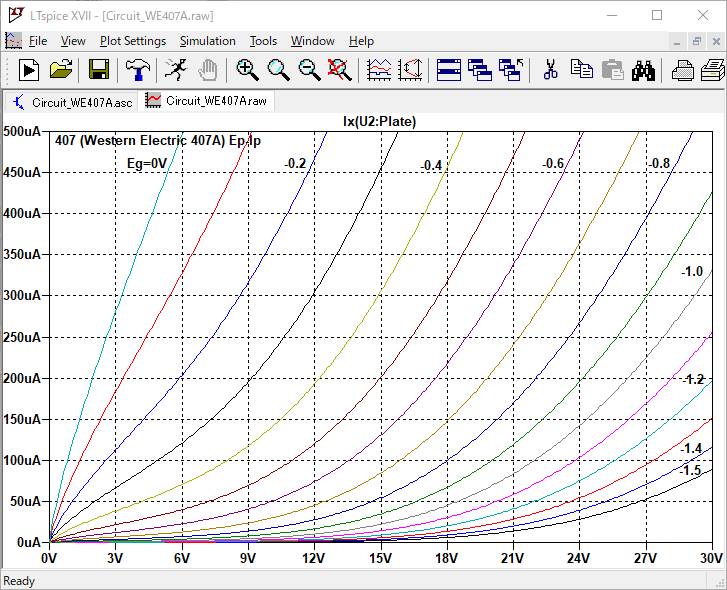 LTspice XVII - [Circuit_WE407A.raw]
File View Plot Settings Simulation Tools Window Help
Circuit_WE407A.asc Circuit_WE407A.raw
Ix(U2:Plate)
500uA
407 (Western Electric 407A) Ep-Ip
450uA
Eg=0V -0.2 -0.4 -0.6 -0.8
400uA
350uA
-1.0
300uA
250uA
200uA
-1.2
150uA
-1.4
100uA
-1.5
50uA
0uA
0V 3V 6V 9V 12V 15V 18V 21V 24V 27V 30V
Ready